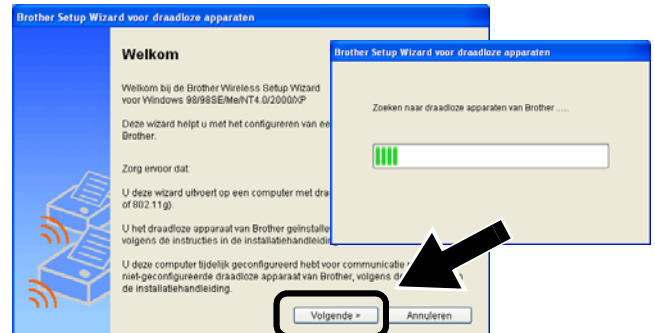 Brother Setup Wizard voor draadloze apparaten
Welkom
Welkom bij de Brother Wireless Setup Wizard
voor Windows 98/98SE/Me/NT4.0/2000/XP
Deze wizard helpt u met het configureren van
Brother.
Zorg ervoor dat:
U deze wizard uitvoert op een computer met
of 802.11g).
U het draadloze apparaat van Brother
volgens de instructies in de
U deze computer tijdelijk geconfigureerd hebt voor communicatie
niet-geconfigureerde draadloze apparaat van Brother, volgens
de installatiehandleiding.
Volgende »
Annuleren
Brother Setup Wizard voor draadloze apparaten
Zoeken naar draadloze apparaten van Brother ......